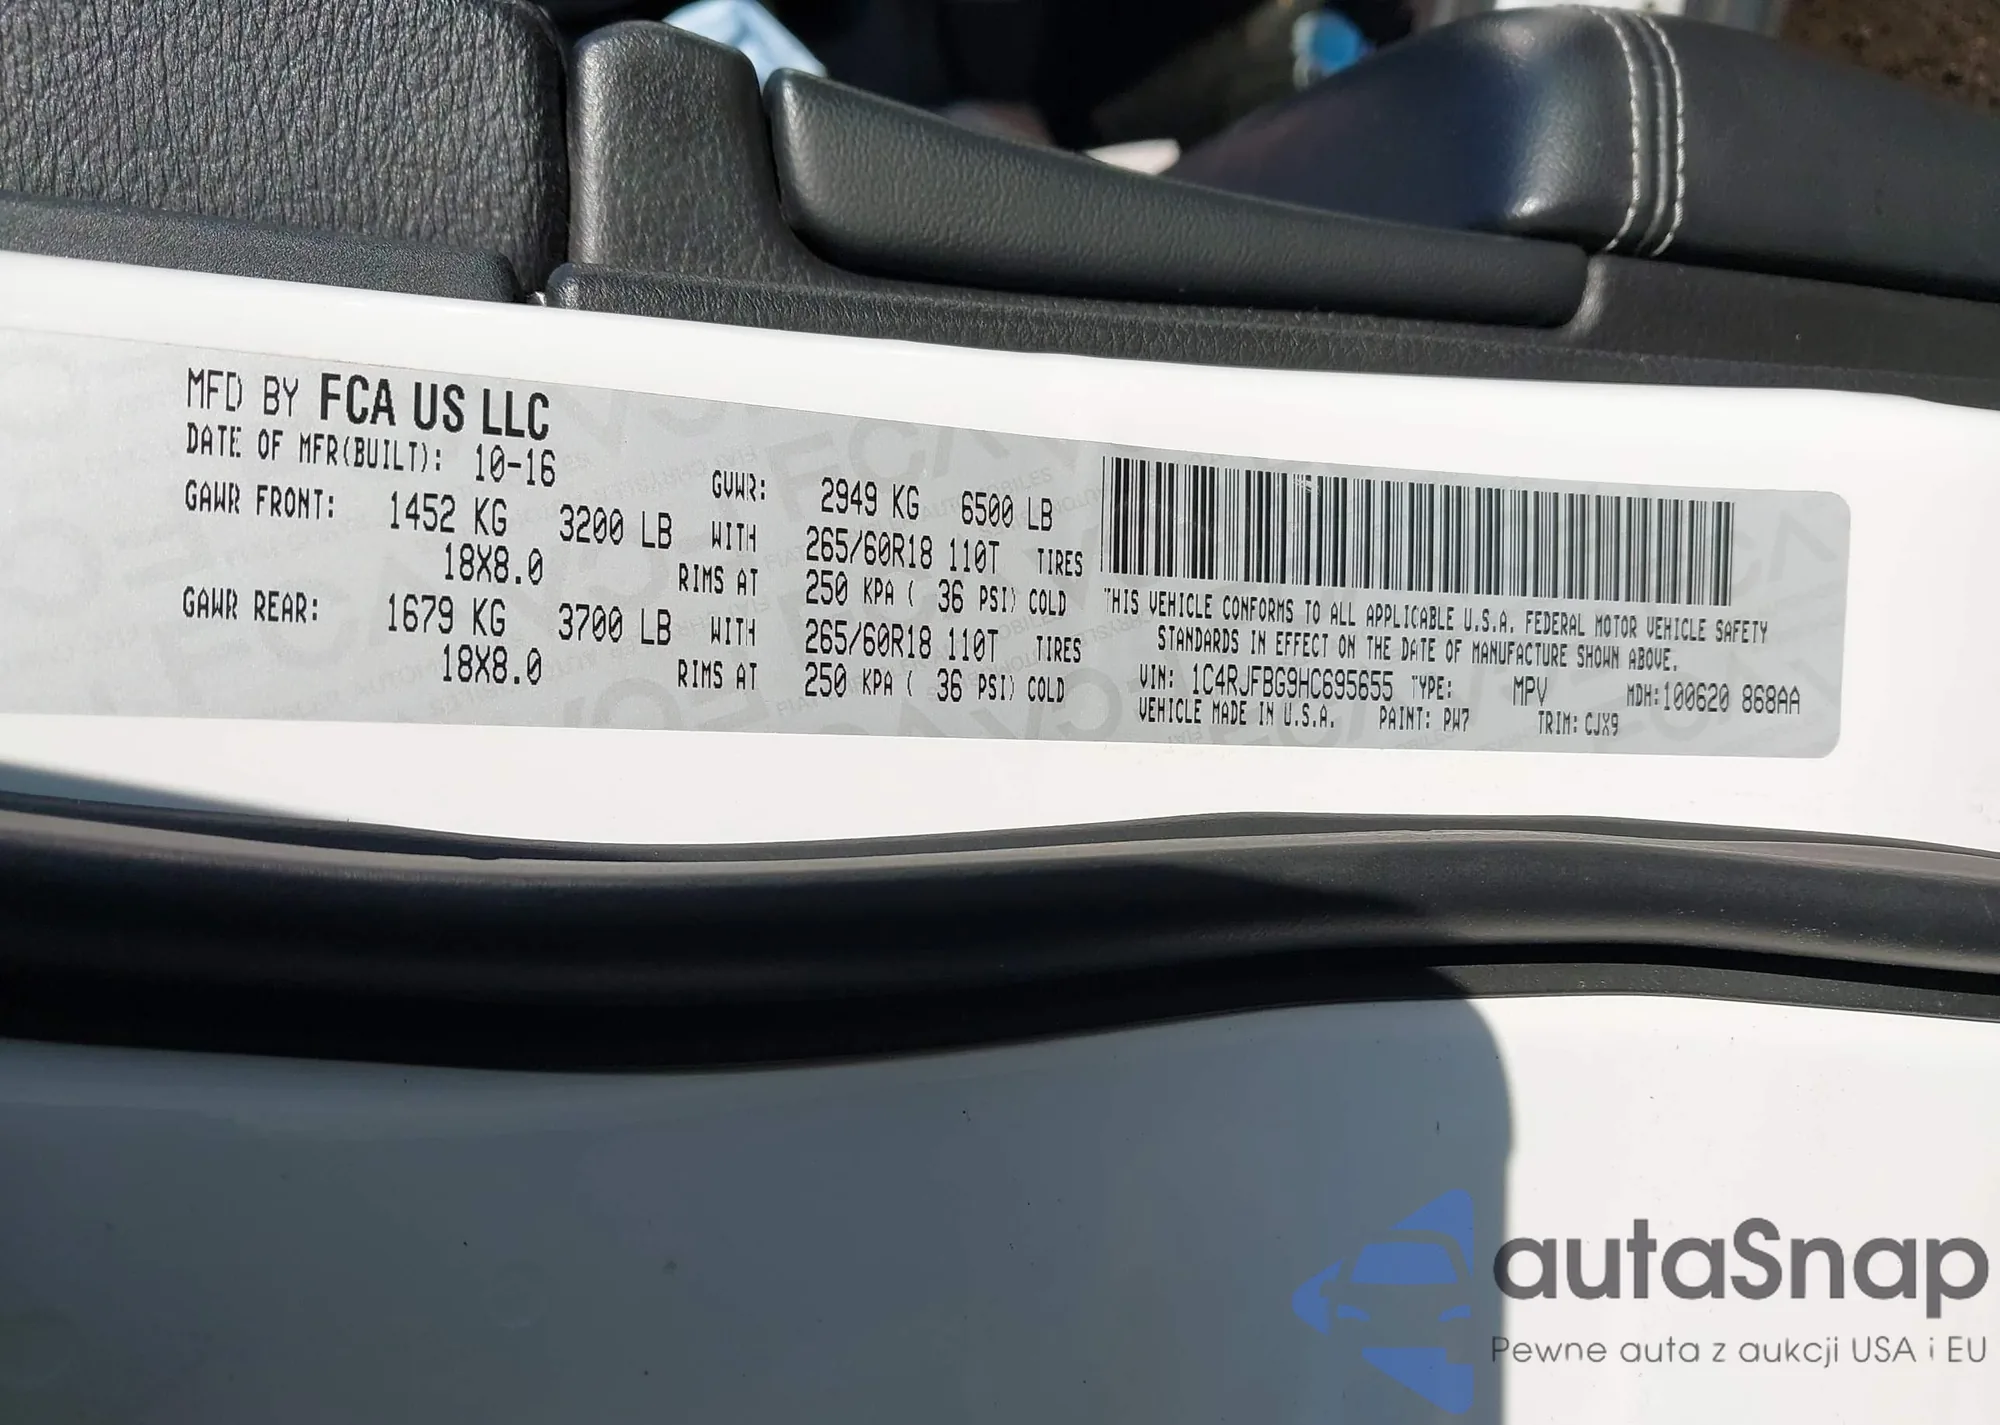 MFD BY FCA US LLC
DATE OF MFR(BUILT): 10-16
GVWR: 2949 KG 6500 LB
GAWR FRONT: 1452 KG 3200 LB WITH 265/60R18 110T TIRES
18X8.0 RIMS AT 250 KPA ( 36 PSI) COLD
GAWR REAR: 1679 KG 3700 LB WITH 265/60R18 110T TIRES
18X8.0 RIMS AT 250 KPA ( 36 PSI) COLD
THIS VEHICLE CONFORMS TO ALL APPLICABLE U.S.A. FEDERAL MOTOR VEHICLE SAFETY
STANDARDS IN EFFECT ON THE DATE OF MANUFACTURE SHOWN ABOVE.
VIN: 1C4RJFBG9HC695655 TYPE: MPV MDH:100620 868AA
VEHICLE MADE IN U.S.A. PAINT: PW7 TRIM: CJX9
autaSnap
Pewne auta z aukcji USA i EU